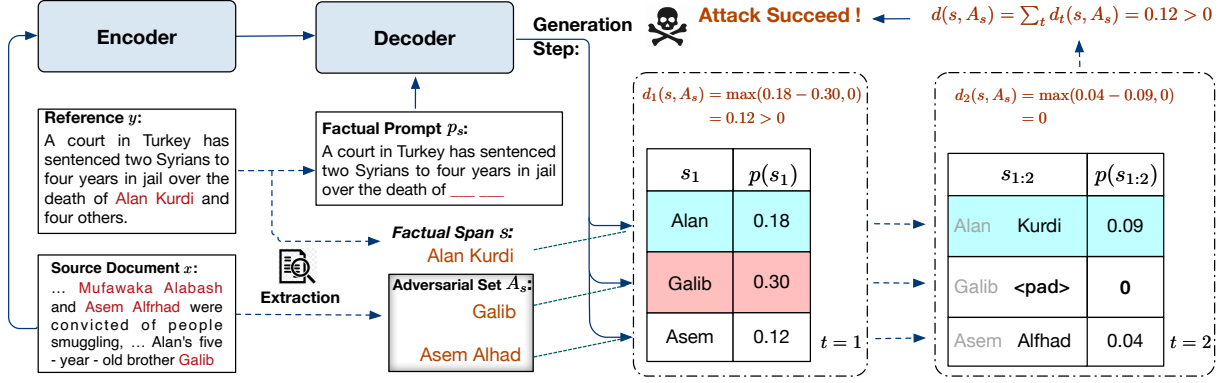 Encoder
Decoder
Generation
Step:
Attack Succeed !
d(s, A_s) = ∑_t d_t(s, A_s) = 0.12 > 0
Reference y:
A court in Turkey has
sentenced two Syrians to
four years in jail over the
death of Alan Kurdi and
four others.
Factual Prompt p_s:
A court in Turkey has sentenced
two Syrians to four years in jail
over the death of ___ ___
Factual Span s:
Alan Kurdi
Source Document x:
... Mufawaka Alabash
and Asem Alfrhad were
convicted of people
smuggling, ... Alan's five
- year - old brother Galib
Extraction
Adversarial Set A_s:
Galib
Asem Alhad
d_1(s, A_s) = max(0.18 − 0.30, 0)
= 0.12 > 0
s_1 p(s_1)
Alan 0.18
Galib 0.30
Asem 0.12
t = 1
d_2(s, A_s) = max(0.04 − 0.09, 0)
= 0
s_{1:2} p(s_{1:2})
Alan Kurdi 0.09
Galib <pad> 0
Asem Alfhad 0.04
t = 2